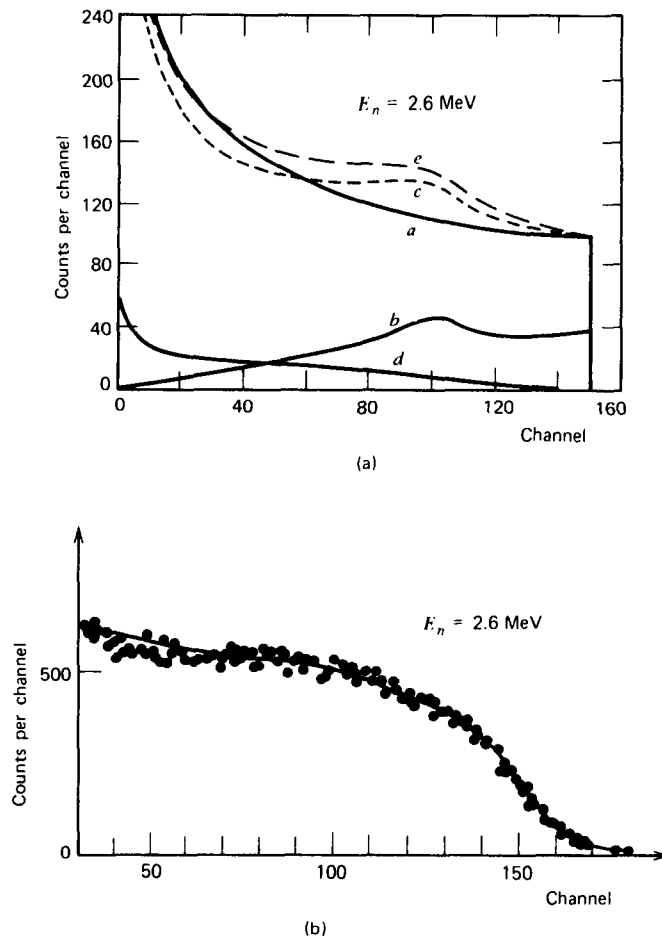 240
200
160
120
80
40
0
Counts per channel
E_n = 2.6 MeV
e
c
a
b
d
0
40
80
120
160
Channel
(a)
500
0
Counts per channel
E_n = 2.6 MeV
50
100
150
Channel
(b)